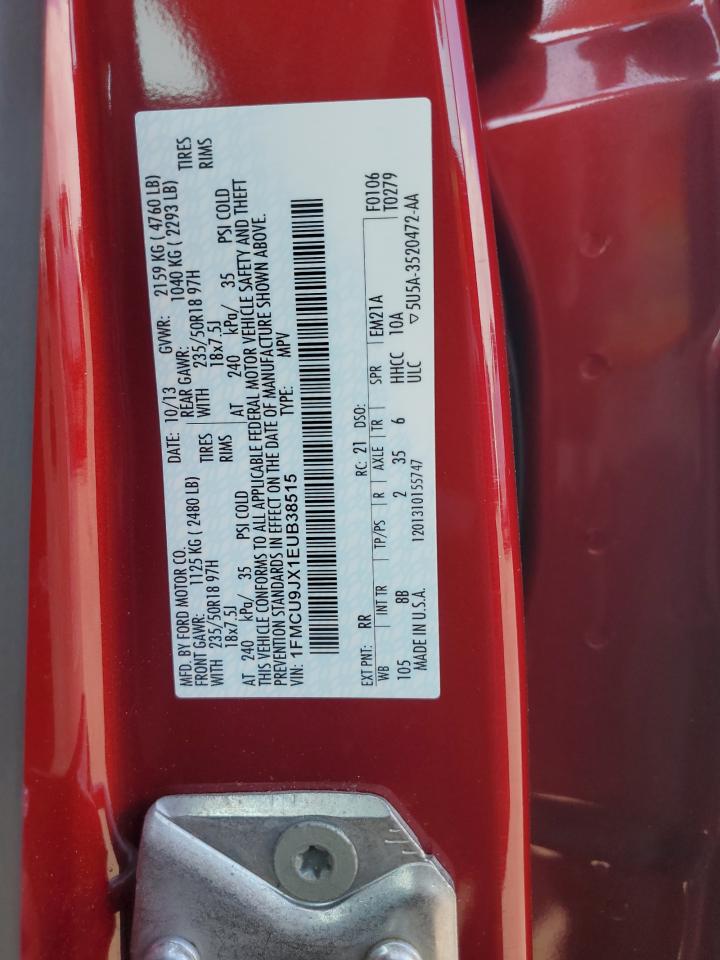 MFD. BY FORD MOTOR CO.
DATE: 10/13 GVWR: 2159 KG ( 4760 LB)
FRONT GAWR: 1125 KG ( 2480 LB) REAR GAWR: 1040 KG ( 2293 LB)
WITH 235/50R18 97H TIRES WITH 235/50R18 97H TIRES
18x7.5J RIMS 18x7.5J RIMS
AT 240 kPa/ 35 PSI COLD AT 240 kPa/ 35 PSI COLD
THIS VEHICLE CONFORMS TO ALL APPLICABLE FEDERAL MOTOR VEHICLE SAFETY AND THEFT
PREVENTION STANDARDS IN EFFECT ON THE DATE OF MANUFACTURE SHOWN ABOVE.
VIN: 1FMCU9JX1EUB38515 TYPE: MPV
EXT PNT: RR RC: 21 DSO: F0106
WB INT TR TP/PS R AXLE TR SPR EM21A T0279
105 8B 2 35 6 HHCC 10A
MADE IN U.S.A. 1201310155747 ULC ▽5U5A-3520472-AA